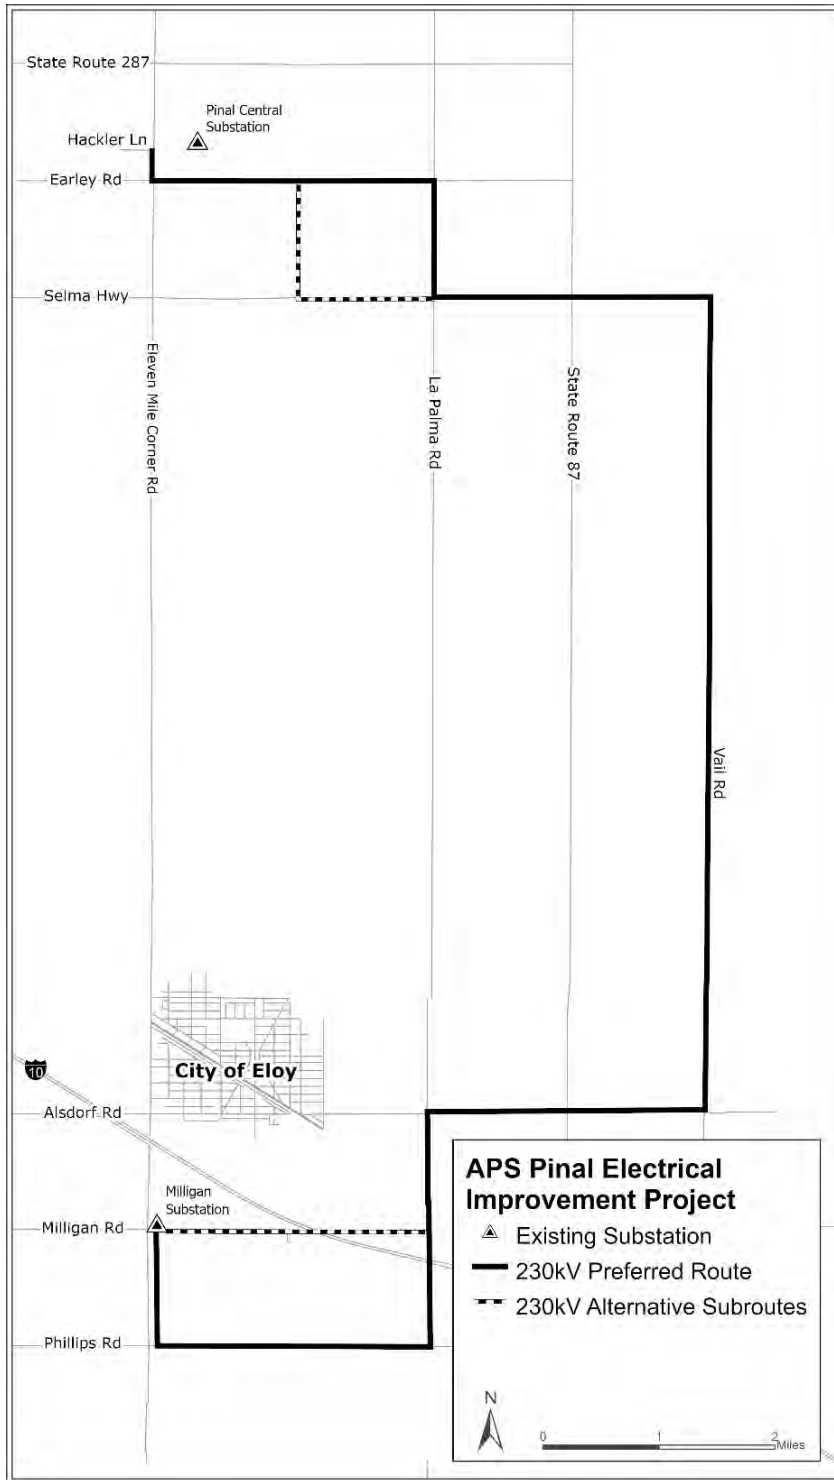 State Route 287
Pinal Central
Substation
Hackler Ln
Earley Rd
Selma Hwy
Eleven Mile Corner Rd
La Palma Rd
State Route 87
Vail Rd
City of Eloy
10
Alsdorf Rd
Milligan
Substation
Milligan Rd
Phillips Rd
APS Pinal Electrical
Improvement Project
Existing Substation
230kV Preferred Route
230kV Alternative Subroutes
N
0 1 2
Miles